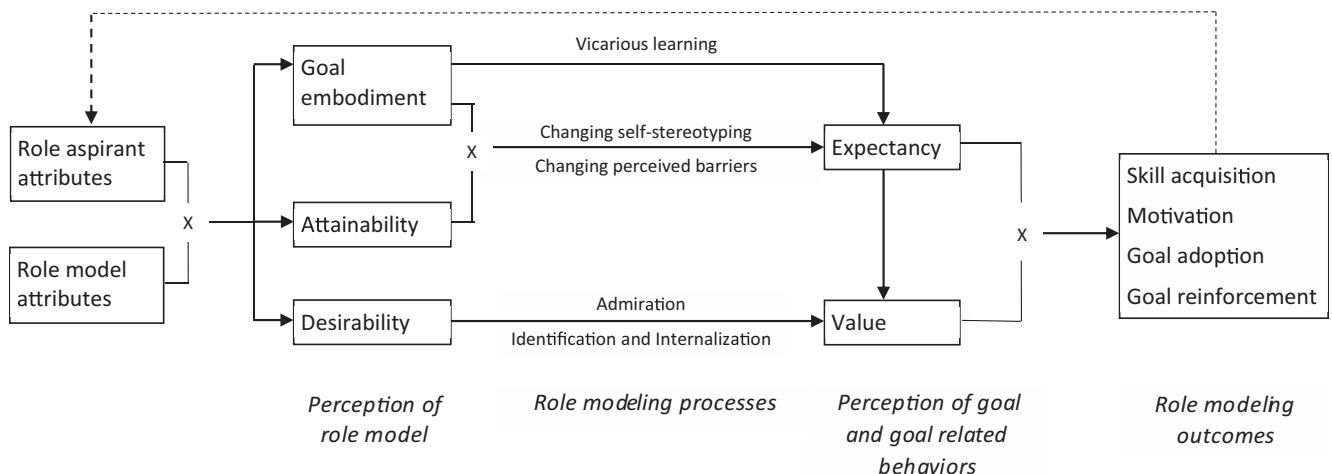 Vicarious learning
Goal
embodiment
Role aspirant
attributes
X
Role model
attributes
Attainability
Desirability
X
Changing self-stereotyping
Changing perceived barriers
Admiration
Identification and Internalization
Expectancy
Value
X
Skill acquisition
Motivation
Goal adoption
Goal reinforcement
Perception of
role model
Role modeling processes
Perception of goal
and goal related
behaviors
Role modeling
outcomes